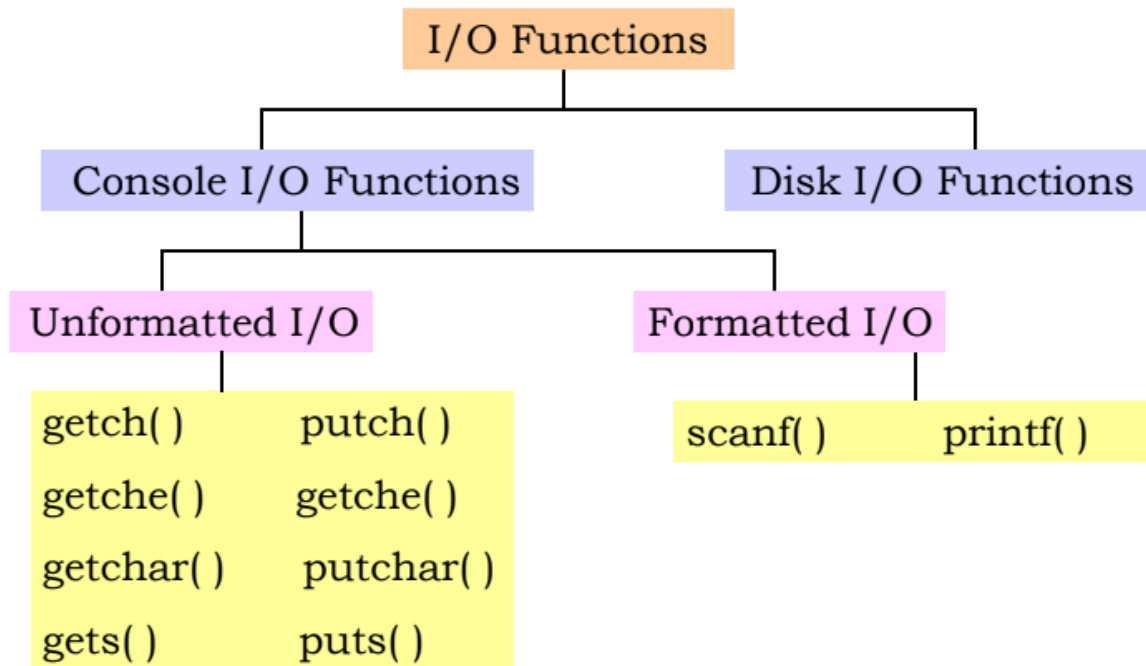 I/O Functions
Console I/O Functions Disk I/O Functions
Unformatted I/O Formatted I/O
getch( ) putch( )
scanf( ) printf( )
getche( ) getche( )
getchar( ) putchar( )
gets( ) puts( )